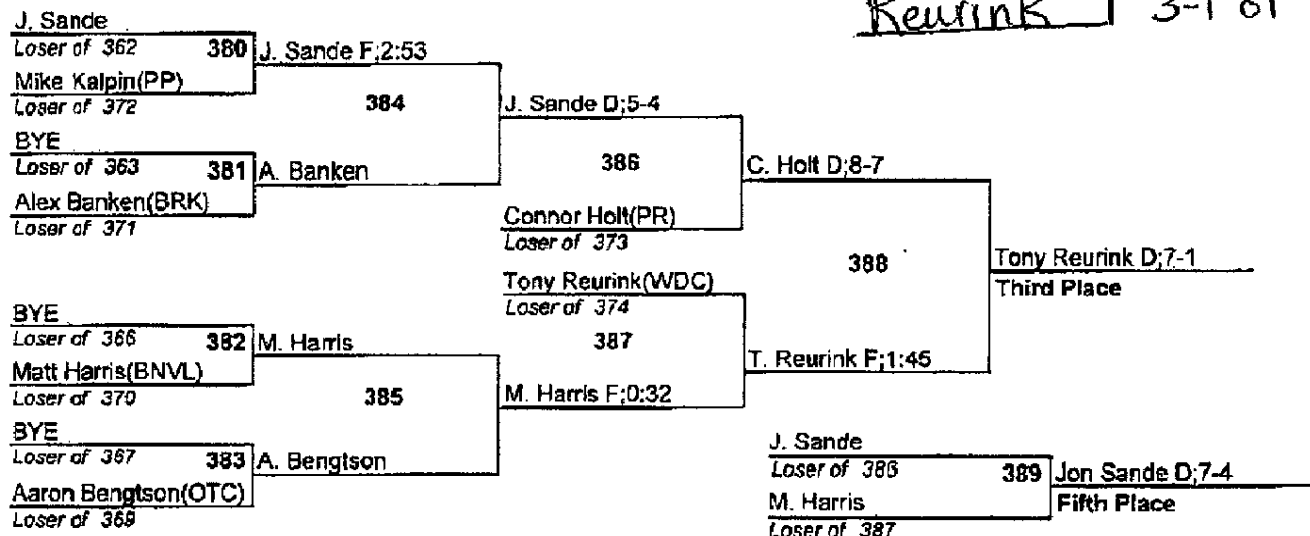 Reurink 3-1 OT
J. Sande
Loser of 362 380 J. Sande F;2:53
Mike Kalpin(PP)
Loser of 372
384 J. Sande D;5-4
BYE
Loser of 363 381 A. Banken
Alex Banken(BRK)
Loser of 371
386 C. Holt D;8-7
Connor Holt(PR)
Loser of 373
388 Tony Reurink D;7-1
Third Place
Tony Reurink(WDC)
Loser of 374
BYE
Loser of 366 382 M. Harris
387
Matt Harris(BNVL)
Loser of 370
T. Reurink F;1:45
385 M. Harris F;0:32
BYE
Loser of 367 383 A. Bengtson
Aaron Bengtson(OTC)
Loser of 369
J. Sande
Loser of 386 389 Jon Sande D;7-4
M. Harris Fifth Place
Loser of 387